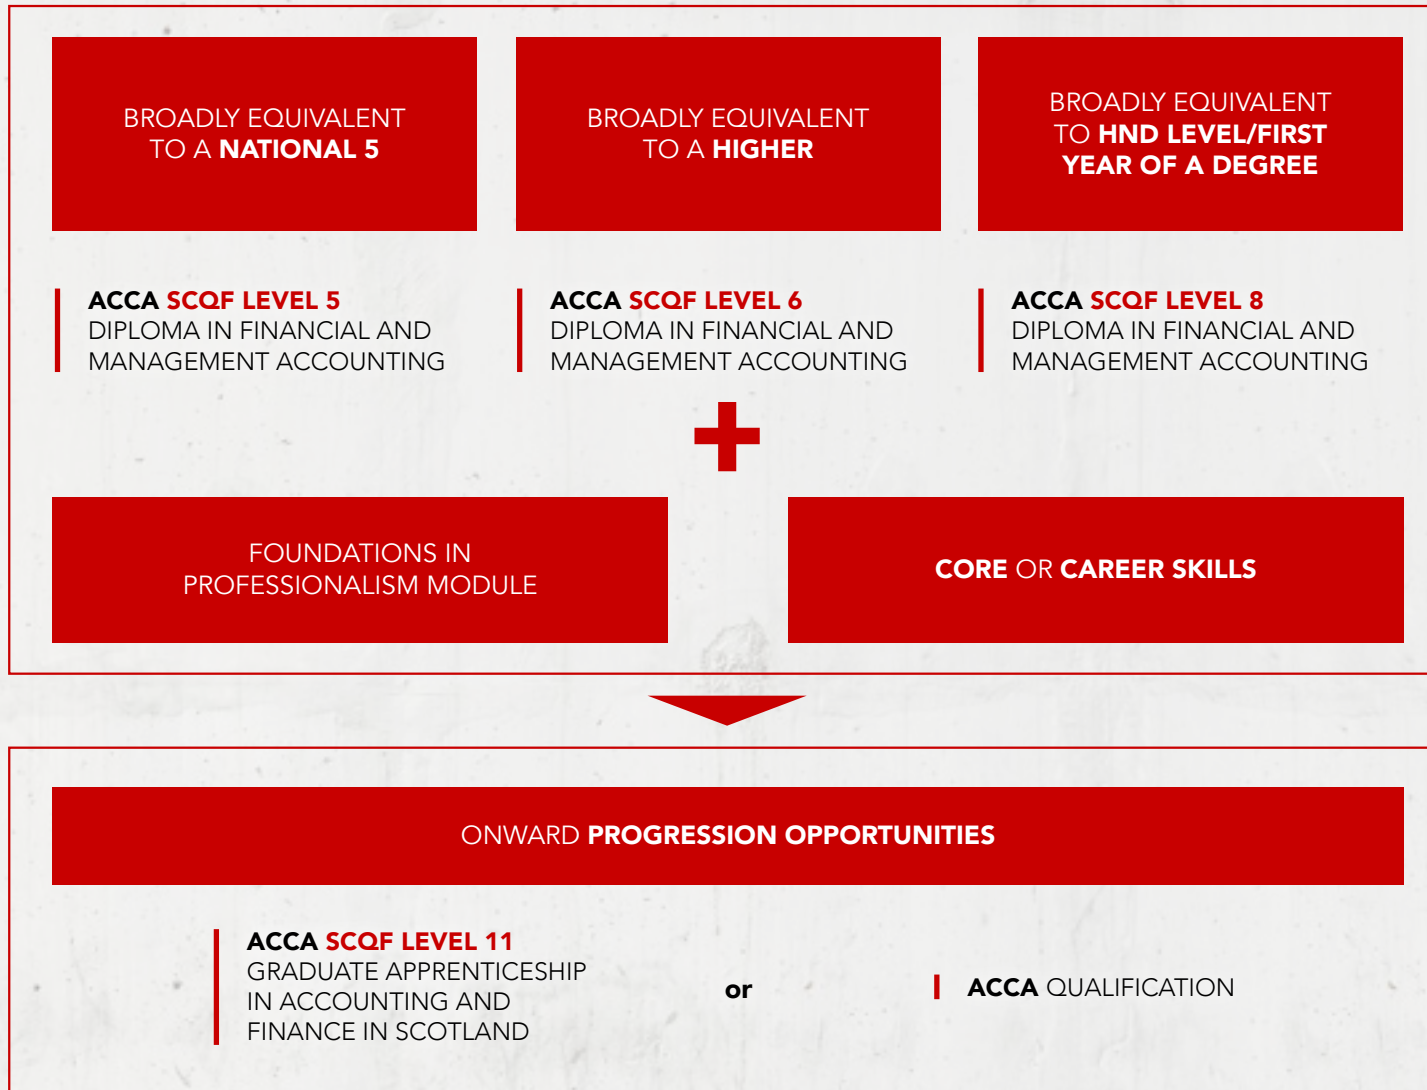 BROADLY EQUIVALENT
TO A NATIONAL 5
BROADLY EQUIVALENT
TO A HIGHER
BROADLY EQUIVALENT
TO HND LEVEL/FIRST
YEAR OF A DEGREE
ACCA SCQF LEVEL 5
DIPLOMA IN FINANCIAL AND
MANAGEMENT ACCOUNTING
ACCA SCQF LEVEL 6
DIPLOMA IN FINANCIAL AND
MANAGEMENT ACCOUNTING
ACCA SCQF LEVEL 8
DIPLOMA IN FINANCIAL AND
MANAGEMENT ACCOUNTING
+
FOUNDATIONS IN
PROFESSIONALISM MODULE
CORE OR CAREER SKILLS
ONWARD PROGRESSION OPPORTUNITIES
ACCA SCQF LEVEL 11
GRADUATE APPRENTICESHIP
IN ACCOUNTING AND
FINANCE IN SCOTLAND
or
ACCA QUALIFICATION